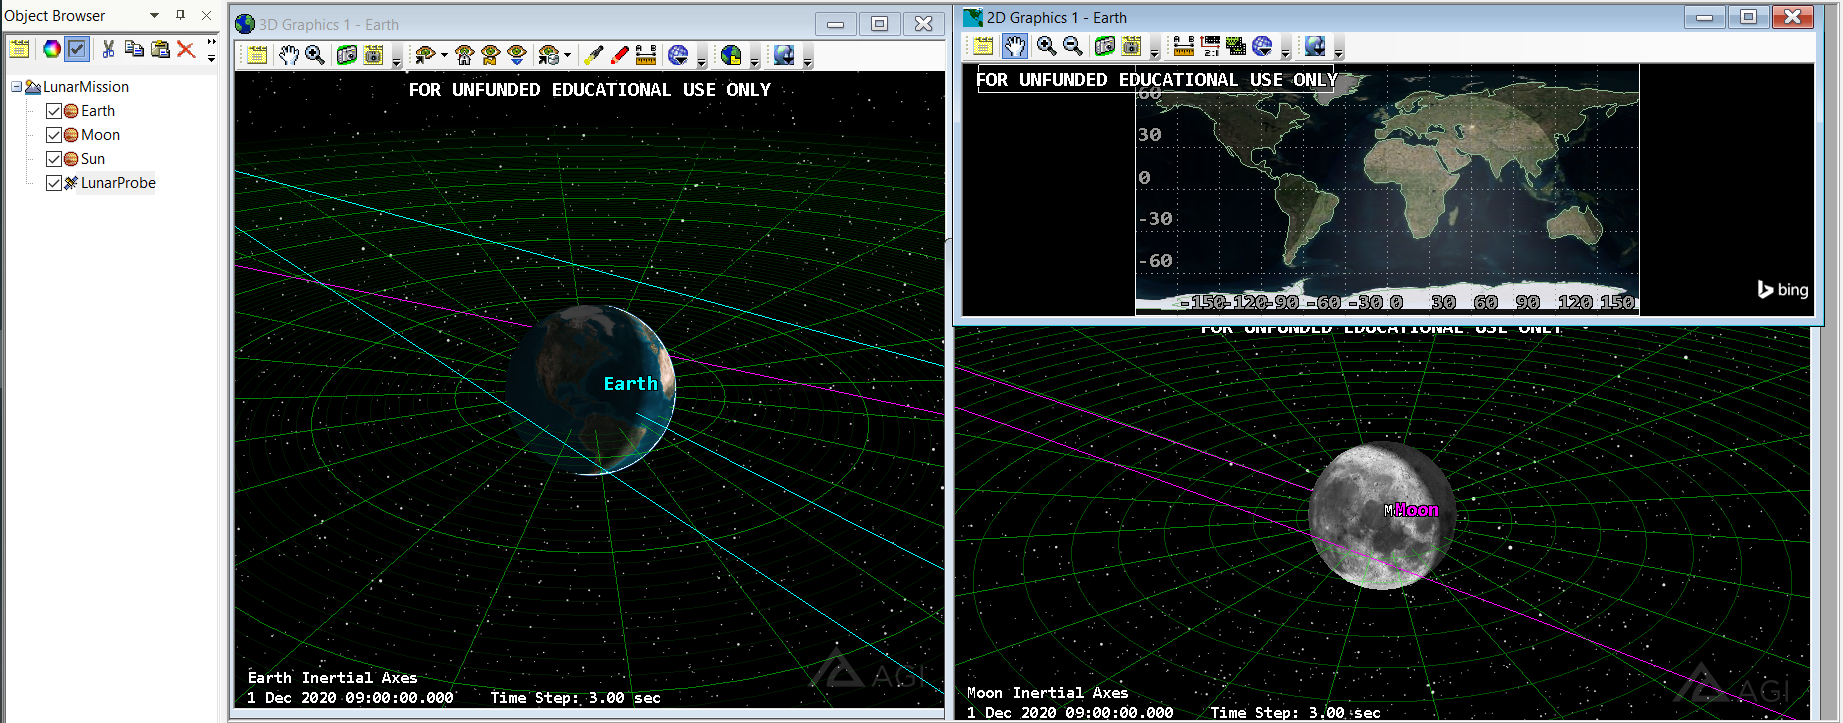 Object Browser
LunarMission
Earth
Moon
Sun
LunarProbe
3D Graphics 1 - Earth
FOR UNFUNDED EDUCATIONAL USE ONLY
Earth
Earth Inertial Axes
1 Dec 2020 09:00:00.000 Time Step: 3.00 sec
AGI
2D Graphics 1 - Earth
FOR UNFUNDED EDUCATIONAL USE ONLY
60
30
0
-30
-60
-150 -120 -90 -60 -30 0 30 60 90 120 150
bing
FOR UNFUNDED EDUCATIONAL USE ONLY
Moon
Moon Inertial Axes
1 Dec 2020 09:00:00.000 Time Step: 3.00 sec
AGI